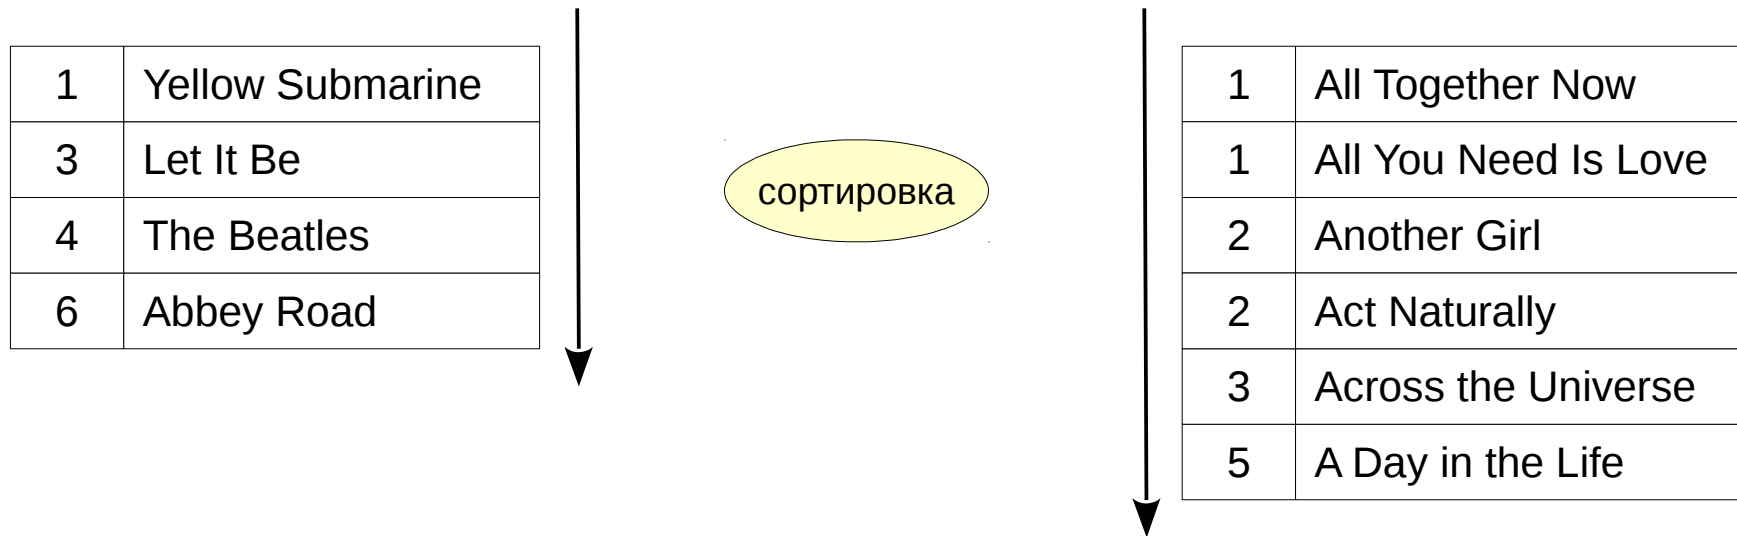 1 Yellow Submarine
3 Let It Be
4 The Beatles
6 Abbey Road
сортировка
1 All Together Now
1 All You Need Is Love
2 Another Girl
2 Act Naturally
3 Across the Universe
5 A Day in the Life